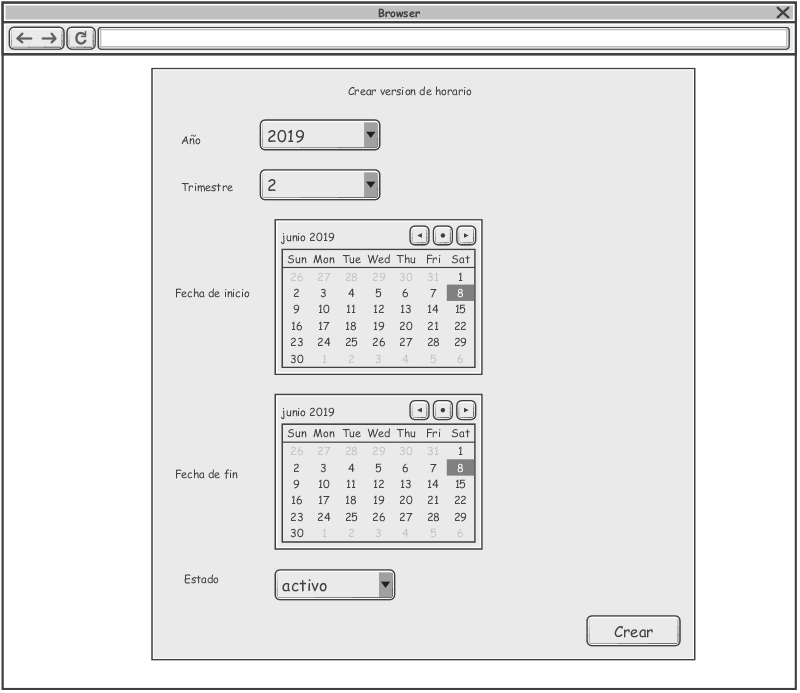 Browser
Crear version de horario
Año 2019
Trimestre 2
junio 2019
Sun Mon Tue Wed Thu Fri Sat
26 27 28 29 30 31 1
2 3 4 5 6 7 8
Fecha de inicio
9 10 11 12 13 14 15
16 17 18 19 20 21 22
23 24 25 26 27 28 29
30 1 2 3 4 5 6
junio 2019
Sun Mon Tue Wed Thu Fri Sat
26 27 28 29 30 31 1
2 3 4 5 6 7 8
Fecha de fin
9 10 11 12 13 14 15
16 17 18 19 20 21 22
23 24 25 26 27 28 29
30 1 2 3 4 5 6
Estado activo
Crear